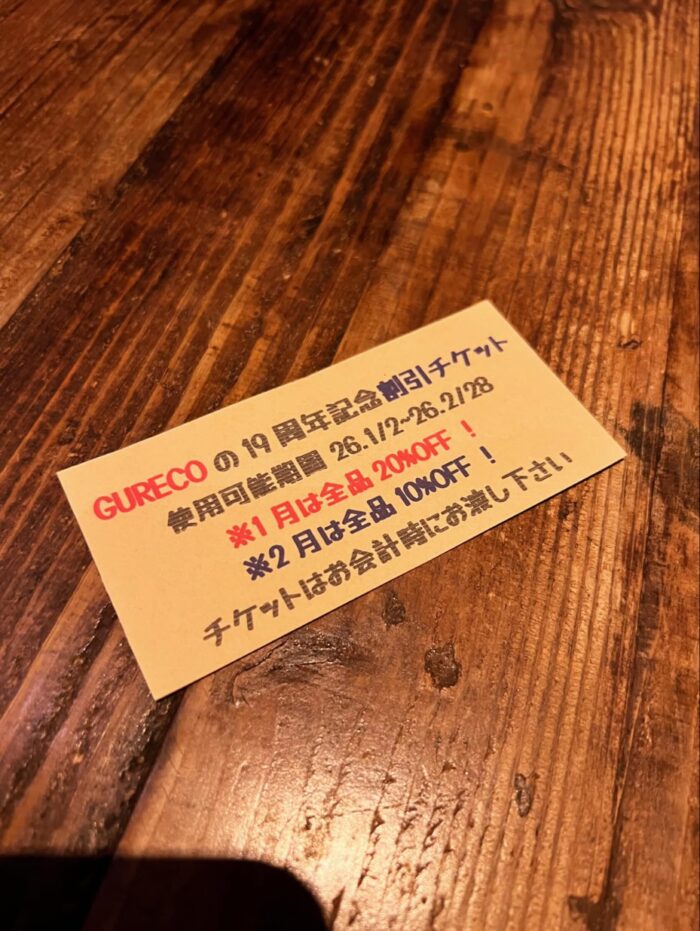 GURECOの19周年記念割引チケット
使用可能期間 26.1/2~26.2/28
※1月は全品20%OFF！
※2月は全品10%OFF！
チケットはお会計時にお渡し下さい